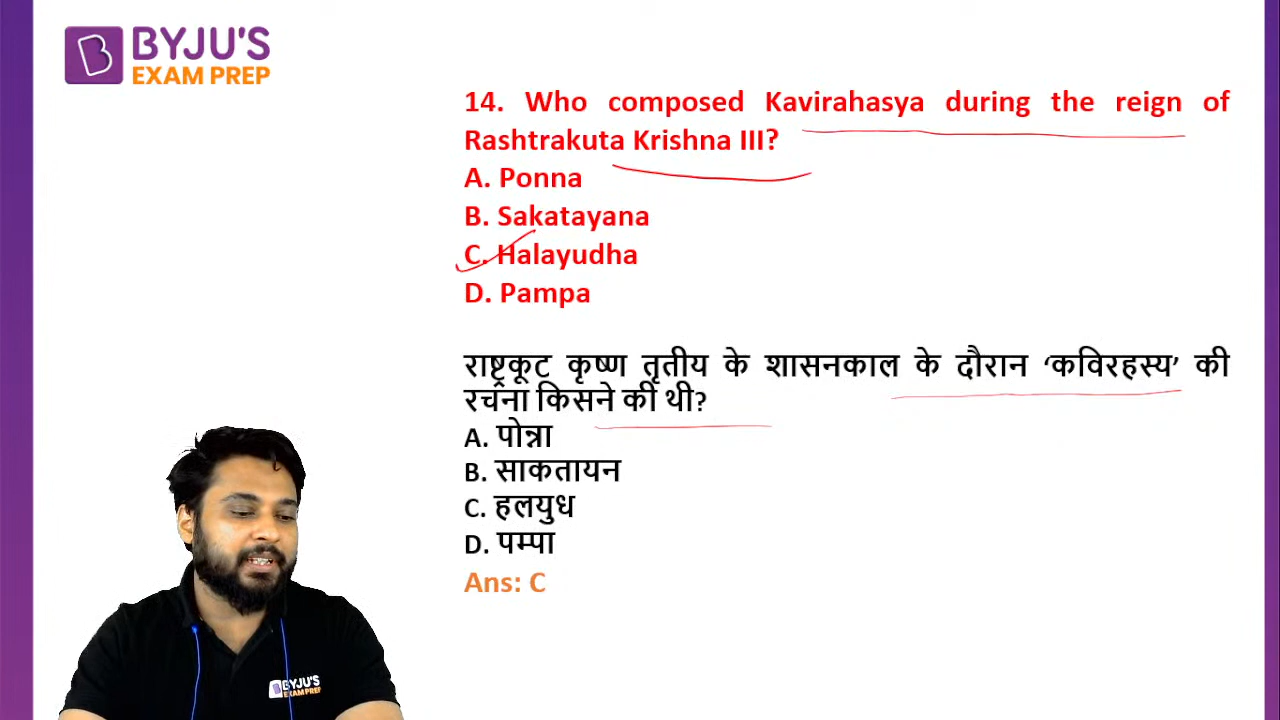 BYJU'S
EXAM PREP
14. Who composed Kavirahasya during the reign of
Rashtrakuta Krishna III?
A. Ponna
B. Sakatayana
C. Halayudha
D. Pampa
राष्ट्रकूट कृष्ण तृतीय के शासनकाल के दौरान ‘कविरहस्य’ की
रचना किसने की थी?
A. पोन्ना
B. साकतायन
C. हलयुध
D. पम्पा
Ans: C
BYJU'S
EXAM PREP